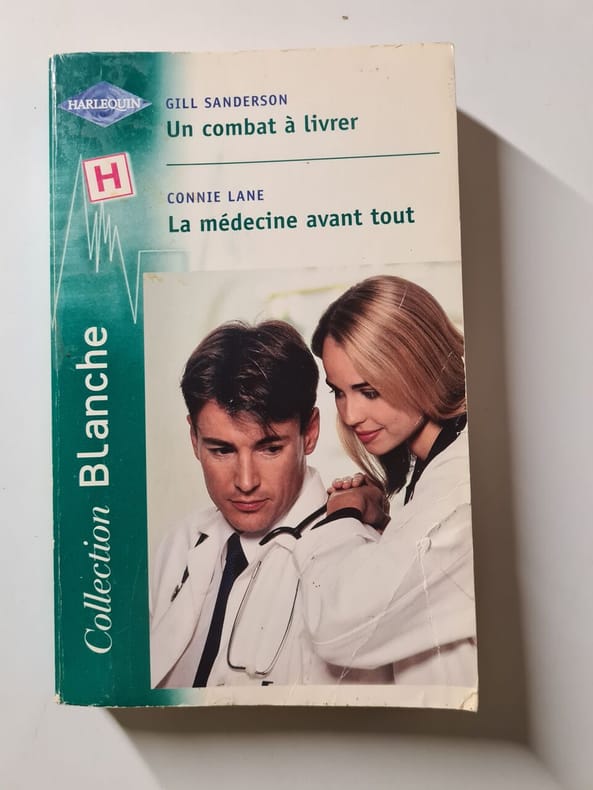 HARLEQUIN
GILL SANDERSON
Un combat à livrer
H
CONNIE LANE
La médecine avant tout
Collection Blanche